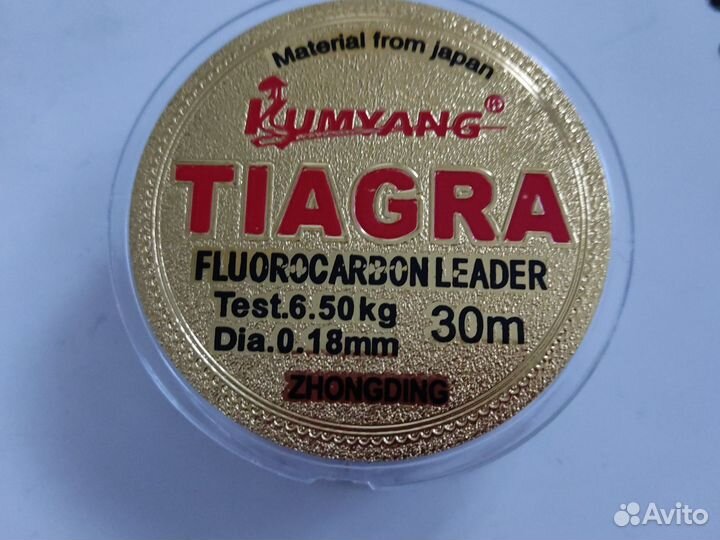 Material from japan
KUMYANG®
TIAGRA
FLUOROCARBON LEADER
Test.6.50kg
Dia.0.18mm
30m
ZHONGDING
Avito